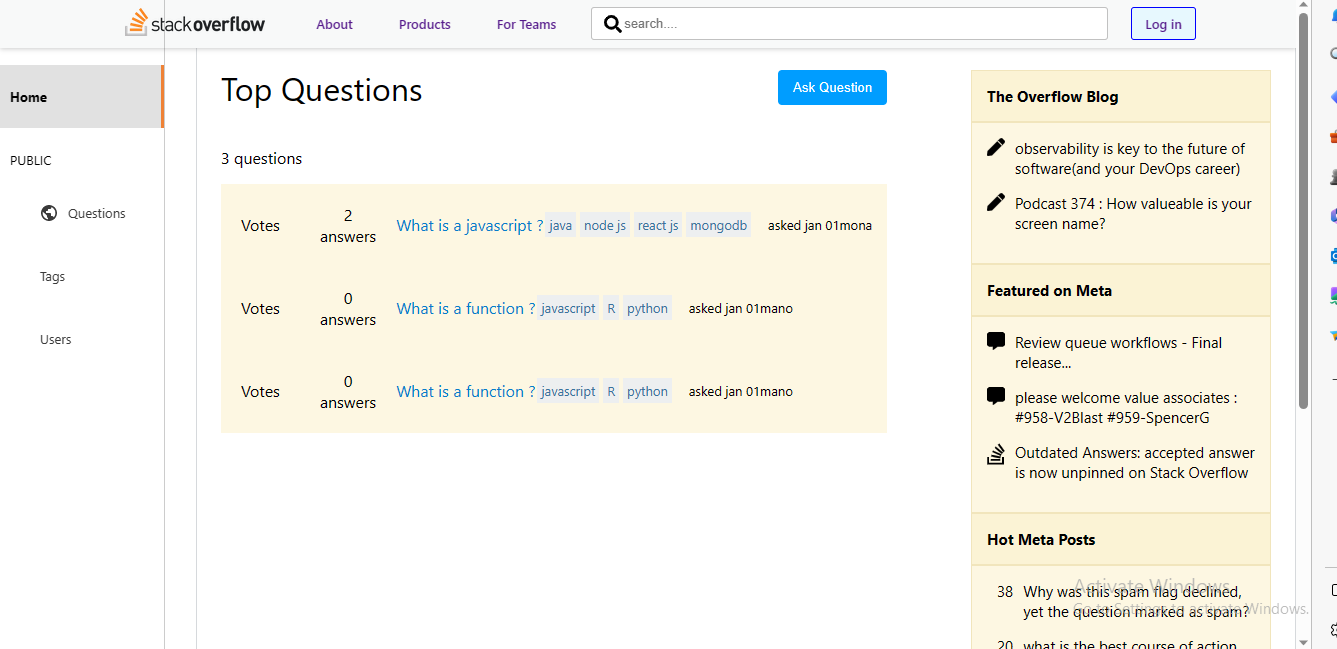 stackoverflow
About
Products
For Teams
search....
Log in
Home
PUBLIC
Questions
Tags
Users
Top Questions
Ask Question
3 questions
Votes
2
answers
What is a javascript ?
java
node js
react js
mongodb
asked jan 01mona
Votes
0
answers
What is a function ?
javascript
R
python
asked jan 01mano
Votes
0
answers
What is a function ?
javascript
R
python
asked jan 01mano
The Overflow Blog
observability is key to the future of
software(and your DevOps career)
Podcast 374 : How valueable is your
screen name?
Featured on Meta
Review queue workflows - Final
release...
please welcome value associates :
#958-V2Blast #959-SpencerG
Outdated Answers: accepted answer
is now unpinned on Stack Overflow
Hot Meta Posts
38
Why was this spam flag declined,
yet the question marked as spam?
20
what is the best course of action
Activate Windows
Go to Settings to activate Windows.